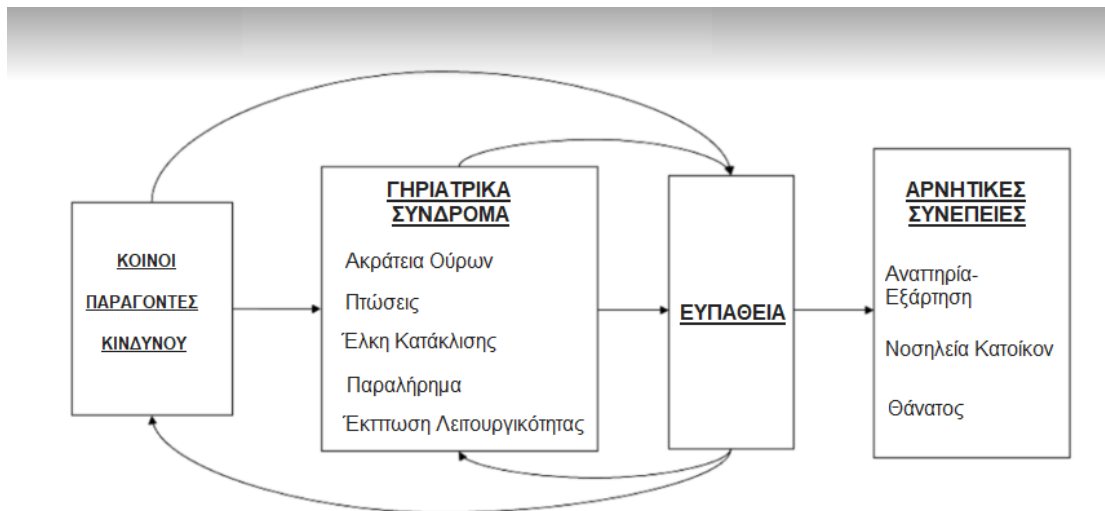 ΚΟΙΝΟΙ
ΠΑΡΑΓΟΝΤΕΣ
ΚΙΝΔΥΝΟΥ
ΓΗΡΙΑΤΡΙΚΑ
ΣΥΝΔΡΟΜΑ
Ακράτεια Ούρων
Πτώσεις
Έλκη Κατάκλισης
Παραλήρημα
Έκπτωση Λειτουργικότητας
ΕΥΠΑΘΕΙΑ
ΑΡΝΗΤΙΚΕΣ
ΣΥΝΕΠΕΙΕΣ
Αναπηρία-
Εξάρτηση
Νοσηλεία Κατοίκον
Θάνατος